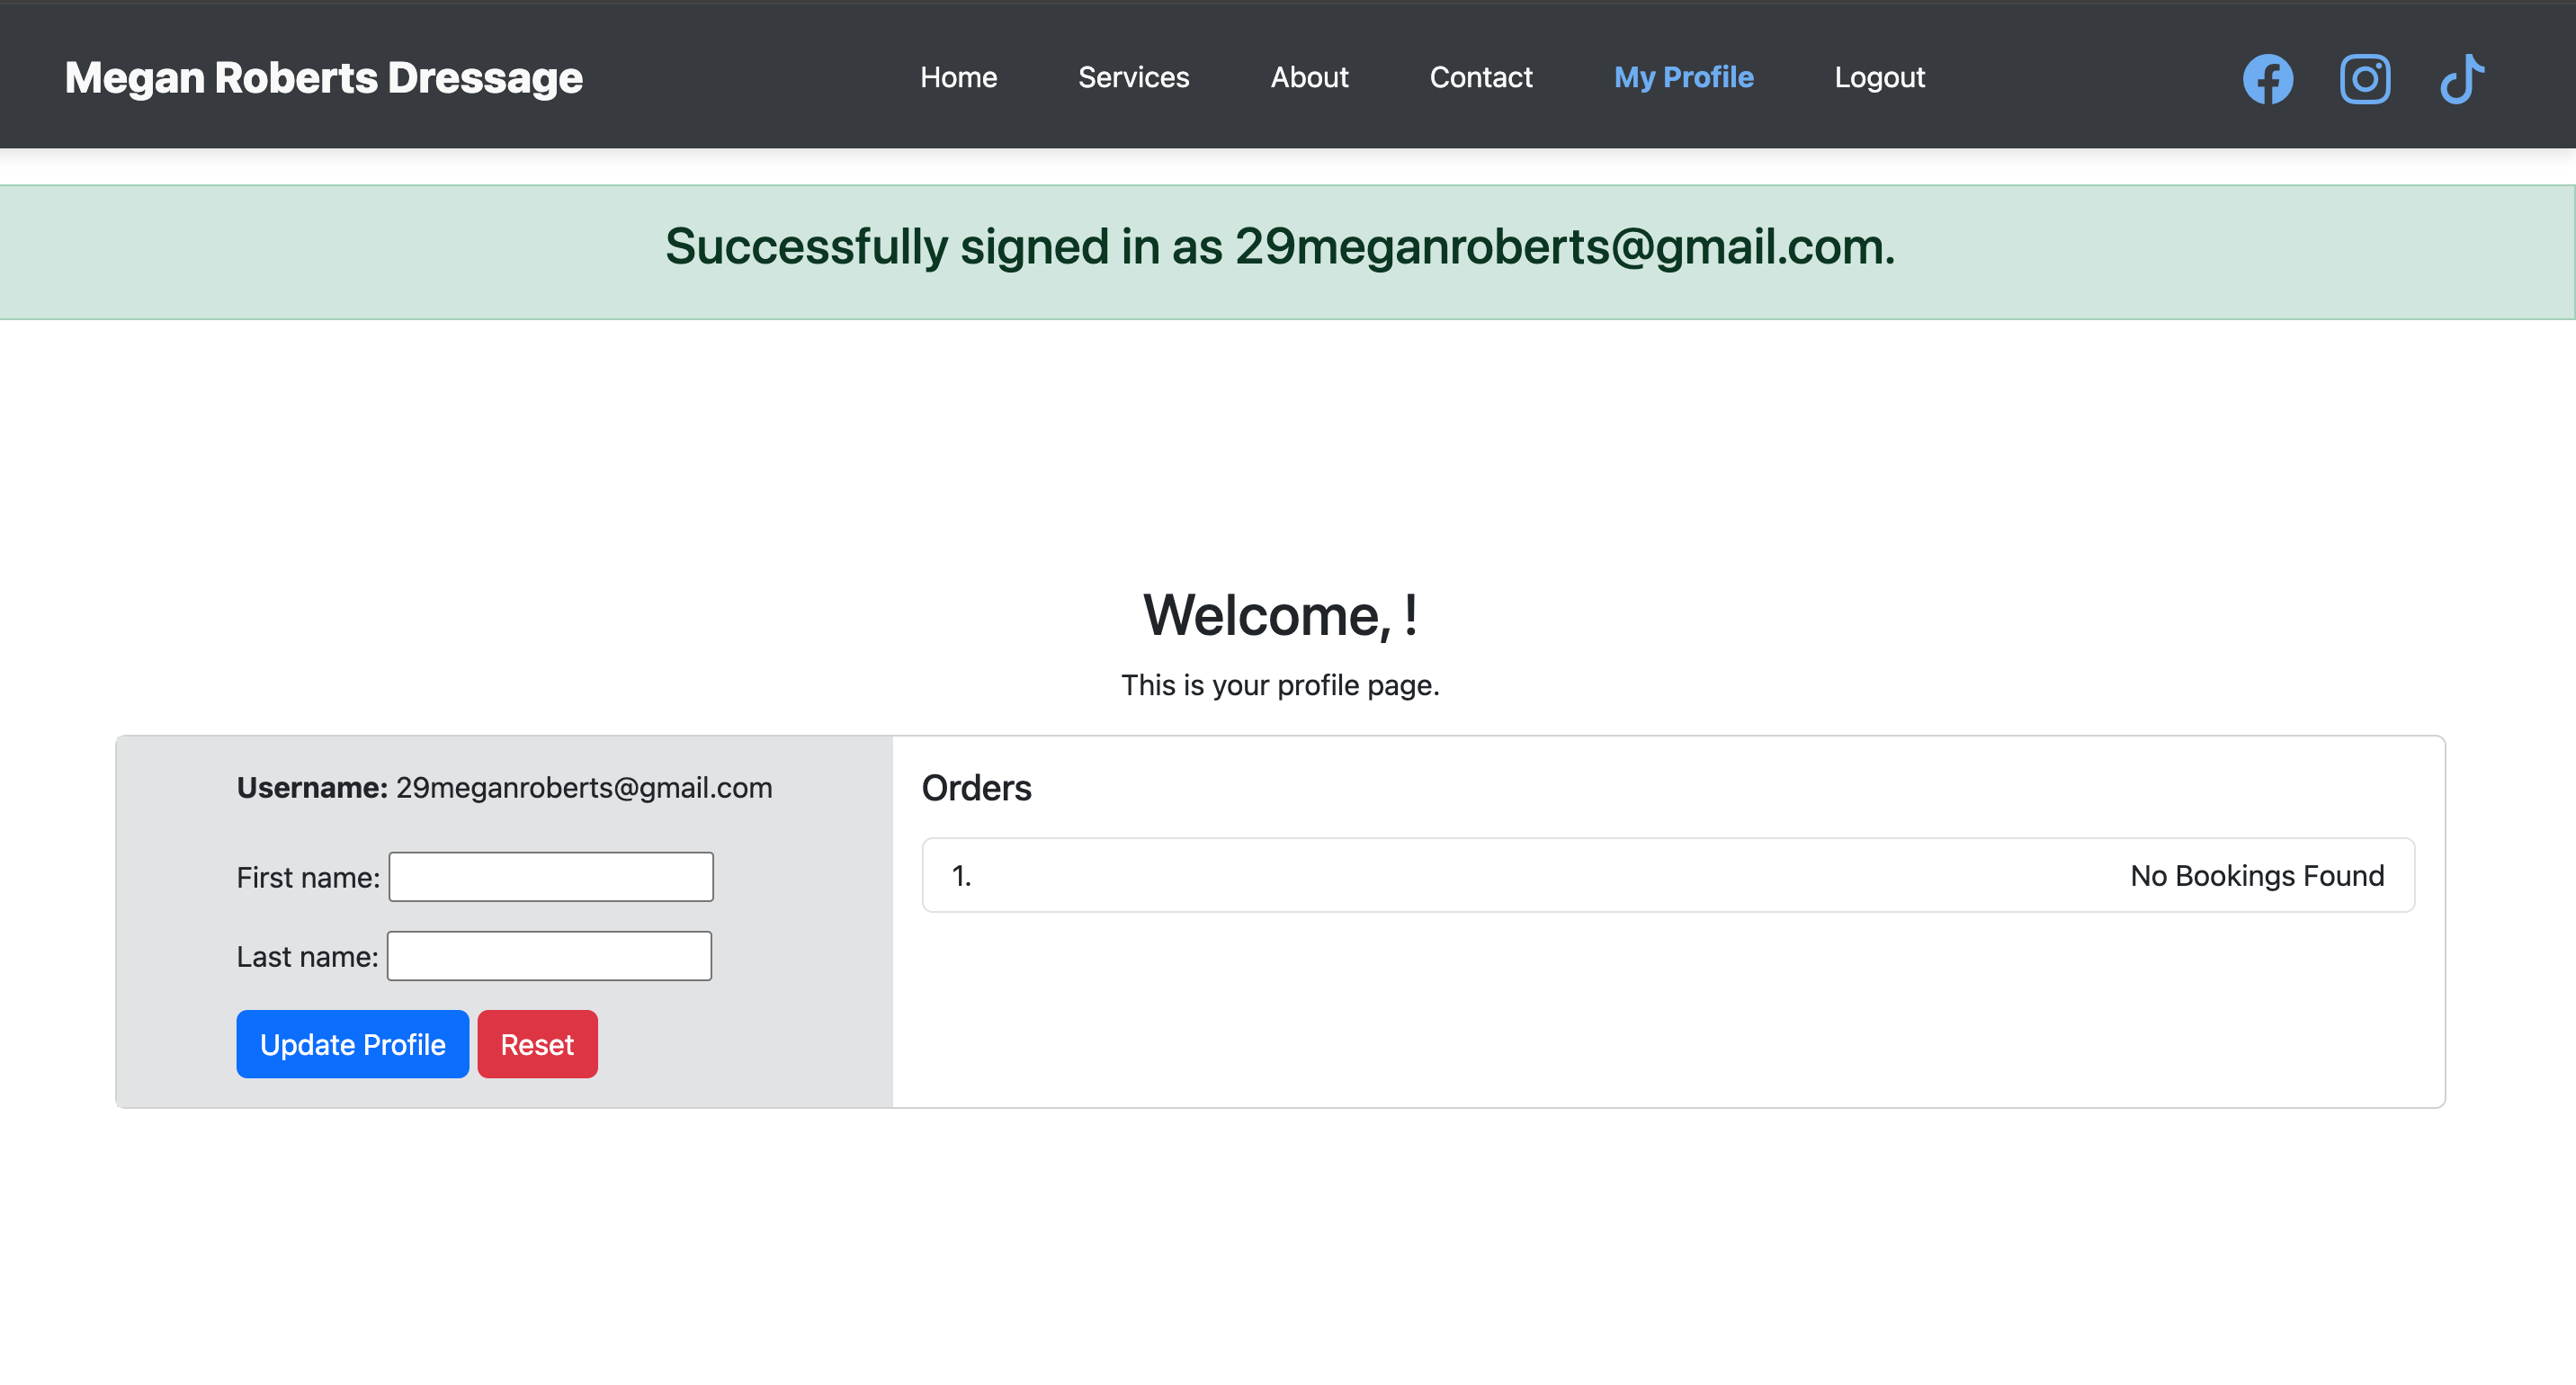 Megan Roberts Dressage Home Services About Contact My Profile Logout
Successfully signed in as 29meganroberts@gmail.com.
Welcome, !
This is your profile page.
Username: 29meganroberts@gmail.com
First name:
Last name:
Update Profile Reset
Orders
1. No Bookings Found